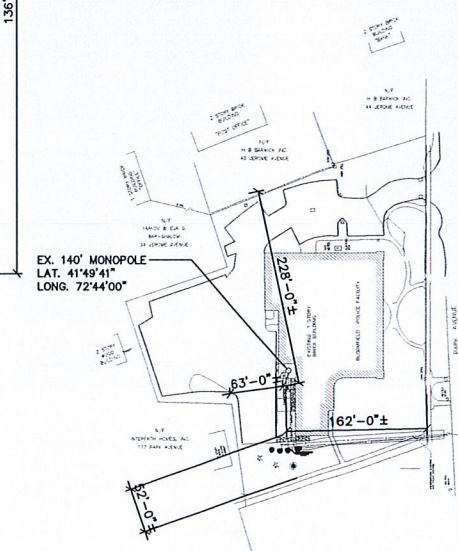 136'
2 STORY BRICK
BUILDING
"BANK"
N/F
H B BARWICK INC.
44 JEROME AVENUE
2 STORY BRICK
BUILDING
"POST OFFICE"
N/F
H B BARWICK INC.
40 JEROME AVENUE
N/F
34 JEROME AVENUE
EX. 140' MONOPOLE
LAT. 41°49'41"
LONG. 72°44'00"
228'-0"±
EXISTING 1 STORY
BRICK BUILDING
BLOOMFIELD POLICE FACILITY
PARK AVENUE
2 STORY
WOOD
BUILDING
63'-0"±
162'-0"±
N/F
INTERFAITH HOMES, INC.
777 PARK AVENUE
52'-0"±